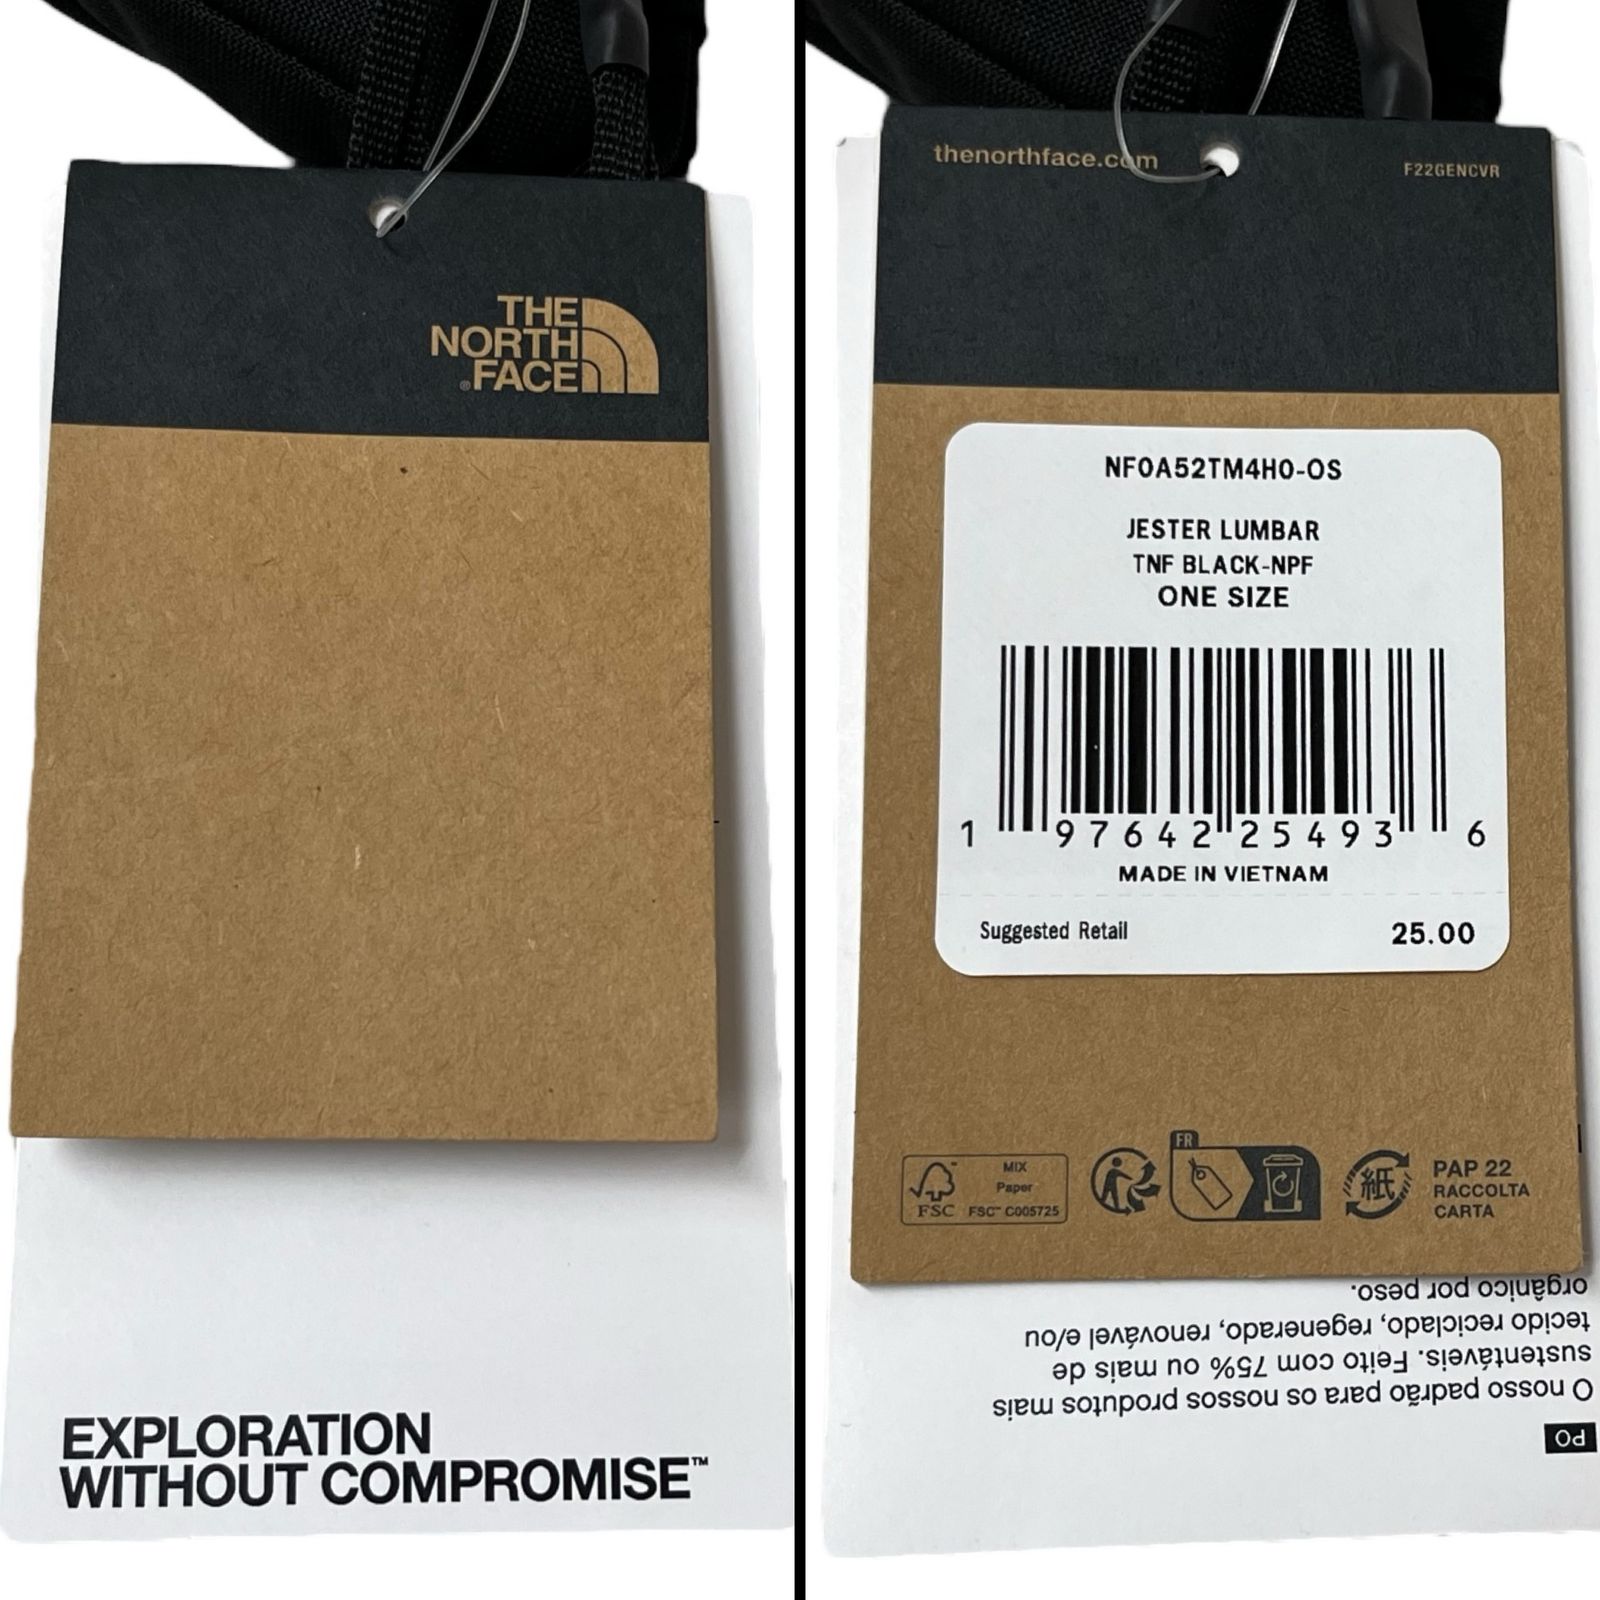 THE
NORTH
®FACE
EXPLORATION
WITHOUT COMPROMISE™
thenorthface.com
F22GENCVR
NF0A52TM4H0-OS
JESTER LUMBAR
TNF BLACK-NPF
ONE SIZE
1 97642 25493 6
MADE IN VIETNAM
Suggested Retail 25.00
FSC
MIX
Paper
FSC™ C005725
FR
紙
PAP 22
RACCOLTA
CARTA
PO
O nosso padrão para os nossos produtos mais
sustentáveis. Feito com 75% ou mais de
tecido reciclado, regenerado, renovável e/ou
orgânico por peso.